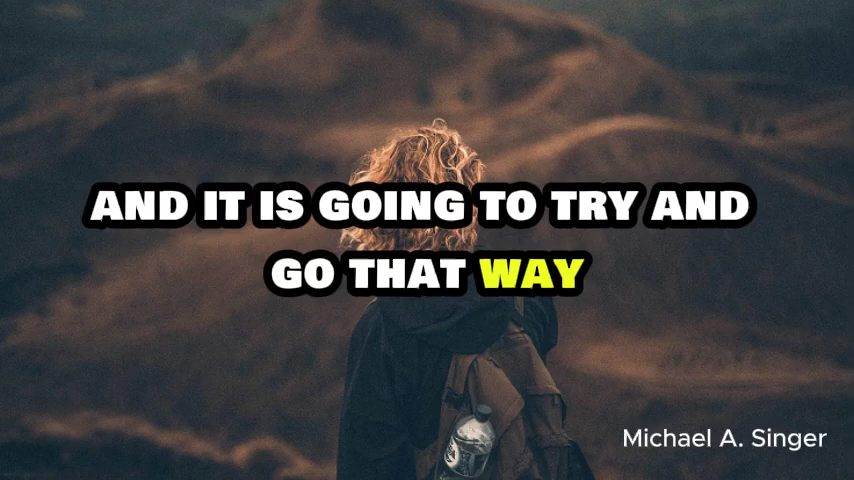 AND IT IS GOING TO TRY AND
GO THAT WAY
Michael A. Singer